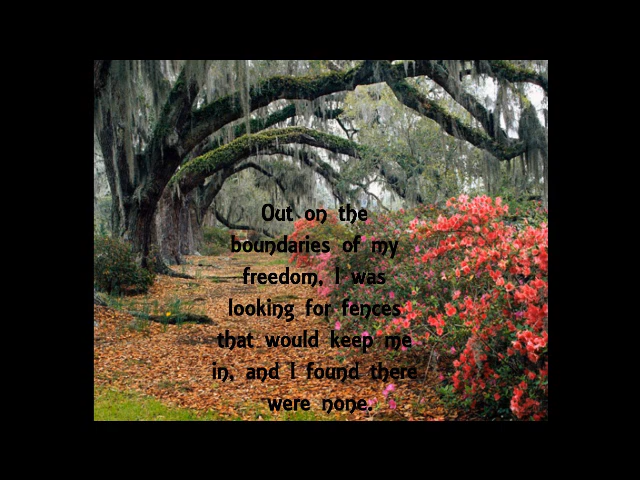 Out on the
boundaries of my
freedom, I was
looking for fences
that would keep me
in, and I found there
were none.